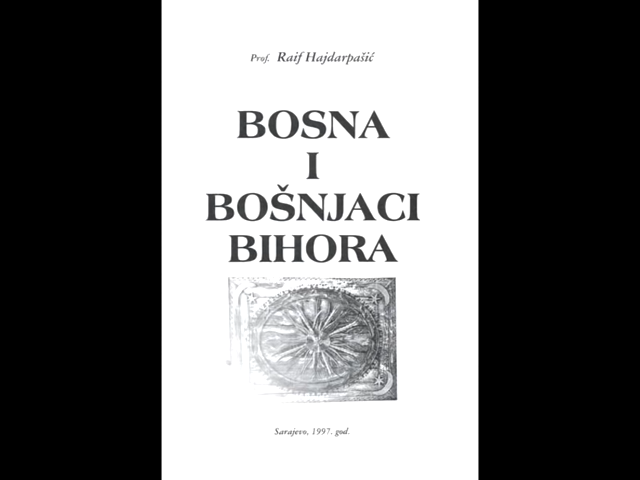 Prof. Raif Hajdarpašić
BOSNA
I
BOŠNJACI
BIHORA
Sarajevo, 1997. god.